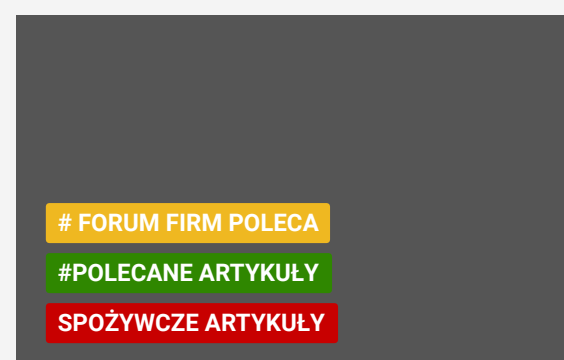 # FORUM FIRM POLECA
#POLECANE ARTYKUŁY
SPOŻYWCZE ARTYKUŁY